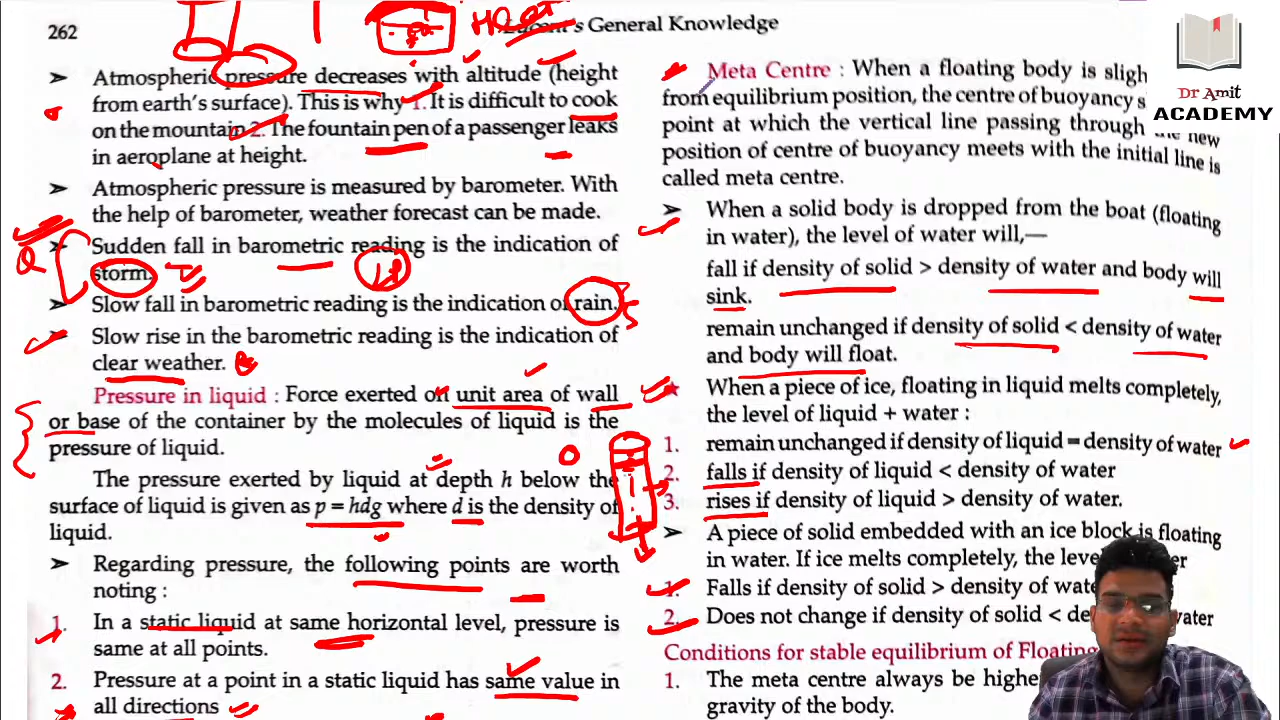 262
Lucent's General Knowledge
➤ Atmospheric pressure decreases with altitude (height
from earth's surface). This is why 1. It is difficult to cook
on the mountain 2. The fountain pen of a passenger leaks
in aeroplane at height.
➤ Atmospheric pressure is measured by barometer. With
the help of barometer, weather forecast can be made.
➤ Sudden fall in barometric reading is the indication of
storm.
➤ Slow fall in barometric reading is the indication of rain.
➤ Slow rise in the barometric reading is the indication of
clear weather.
Pressure in liquid : Force exerted on unit area of wall
or base of the container by the molecules of liquid is the
pressure of liquid.
The pressure exerted by liquid at depth h below the
surface of liquid is given as p = hdg where d is the density of
liquid.
➤ Regarding pressure, the following points are worth
noting :
1. In a static liquid at same horizontal level, pressure is
same at all points.
2. Pressure at a point in a static liquid has same value in
all directions
Meta Centre : When a floating body is sligh
from equilibrium position, the centre of buoyancy s
point at which the vertical line passing through the new
position of centre of buoyancy meets with the initial line is
called meta centre.
➤ When a solid body is dropped from the boat (floating
in water), the level of water will,—
fall if density of solid > density of water and body will
sink.
remain unchanged if density of solid < density of water
and body will float.
★ When a piece of ice, floating in liquid melts completely,
the level of liquid + water :
1. remain unchanged if density of liquid = density of water
2. falls if density of liquid < density of water
3. rises if density of liquid > density of water.
➤ A piece of solid embedded with an ice block is floating
in water. If ice melts completely, the leve
1. Falls if density of solid > density of wate
2. Does not change if density of solid < de water
Conditions for stable equilibrium of Floating
1. The meta centre always be highe
gravity of the body.
Dr Amit
ACADEMY